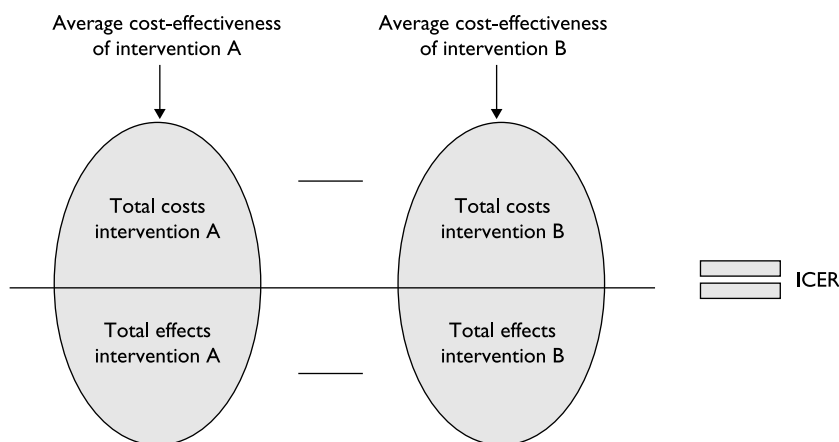 Average cost-effectiveness
of intervention A
Average cost-effectiveness
of intervention B
Total costs
intervention A
Total costs
intervention B
ICER
Total effects
intervention A
Total effects
intervention B